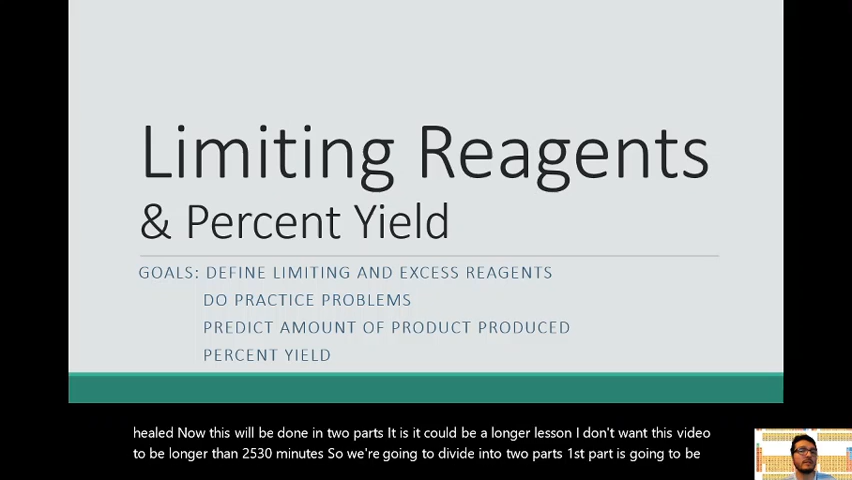 Limiting Reagents
& Percent Yield
GOALS: DEFINE LIMITING AND EXCESS REAGENTS
DO PRACTICE PROBLEMS
PREDICT AMOUNT OF PRODUCT PRODUCED
PERCENT YIELD
healed Now this will be done in two parts It is it could be a longer lesson I don't want this video
to be longer than 2530 minutes So we're going to divide into two parts 1st part is going to be